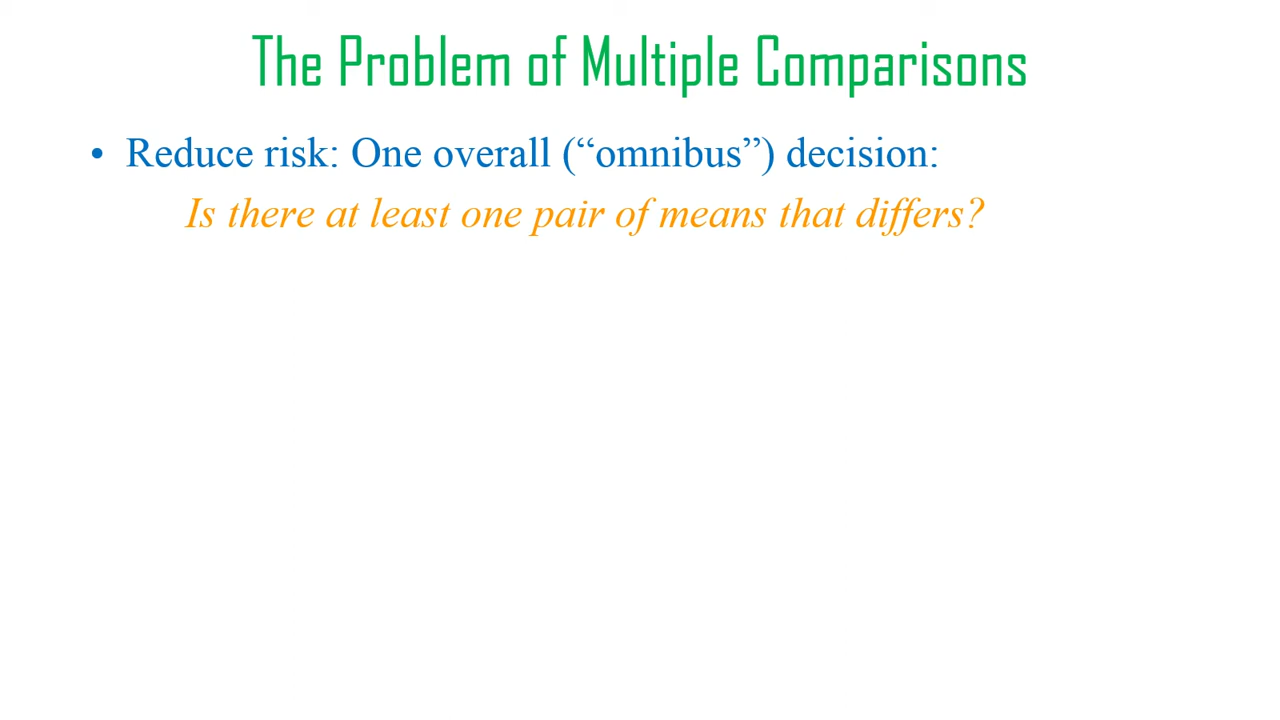 The Problem of Multiple Comparisons
• Reduce risk: One overall (“omnibus”) decision:
Is there at least one pair of means that differs?